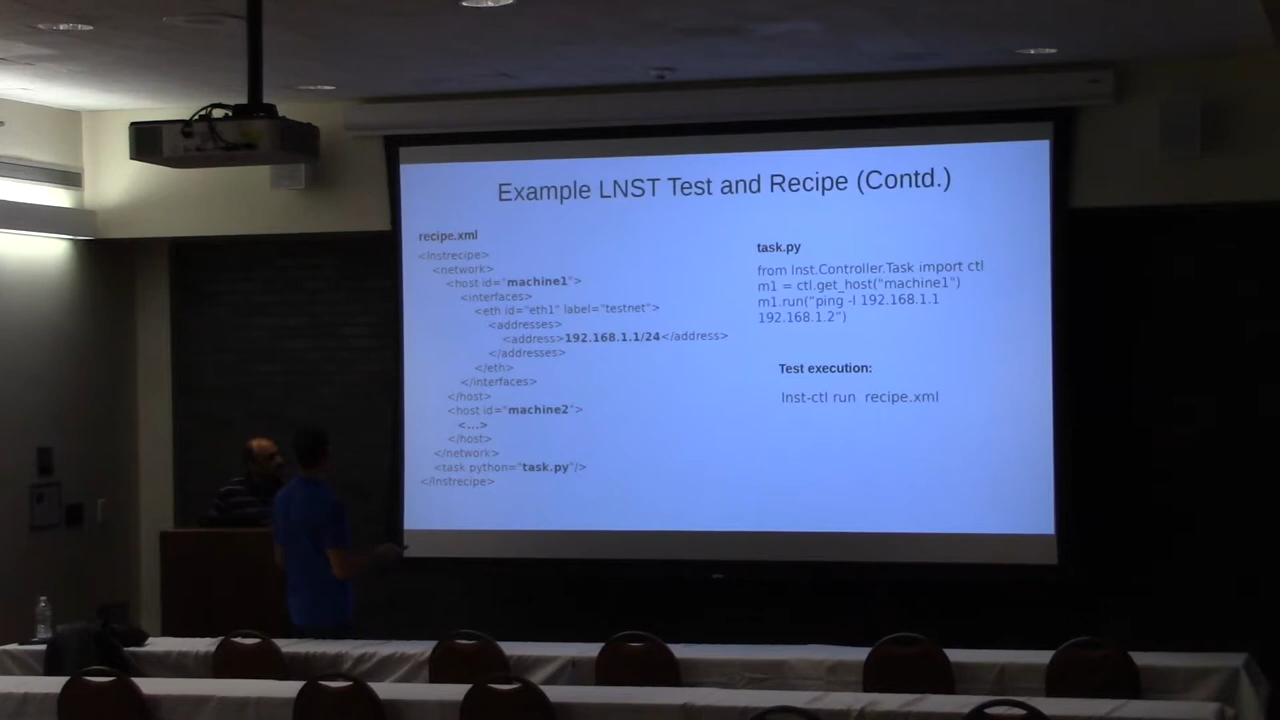 Example LNST Test and Recipe (Contd.)
recipe.xml
<lnstrecipe>
<network>
<host id="machine1">
<interfaces>
<eth id="eth1" label="testnet">
<addresses>
<address>192.168.1.1/24</address>
</addresses>
</eth>
</interfaces>
</host>
<host id="machine2">
<...>
</host>
</network>
<task python="task.py"/>
</lnstrecipe>
task.py
from lnst.Controller.Task import ctl
m1 = ctl.get_host("machine1")
m1.run("ping -I 192.168.1.1
192.168.1.2")
Test execution:
lnst-ctl run recipe.xml